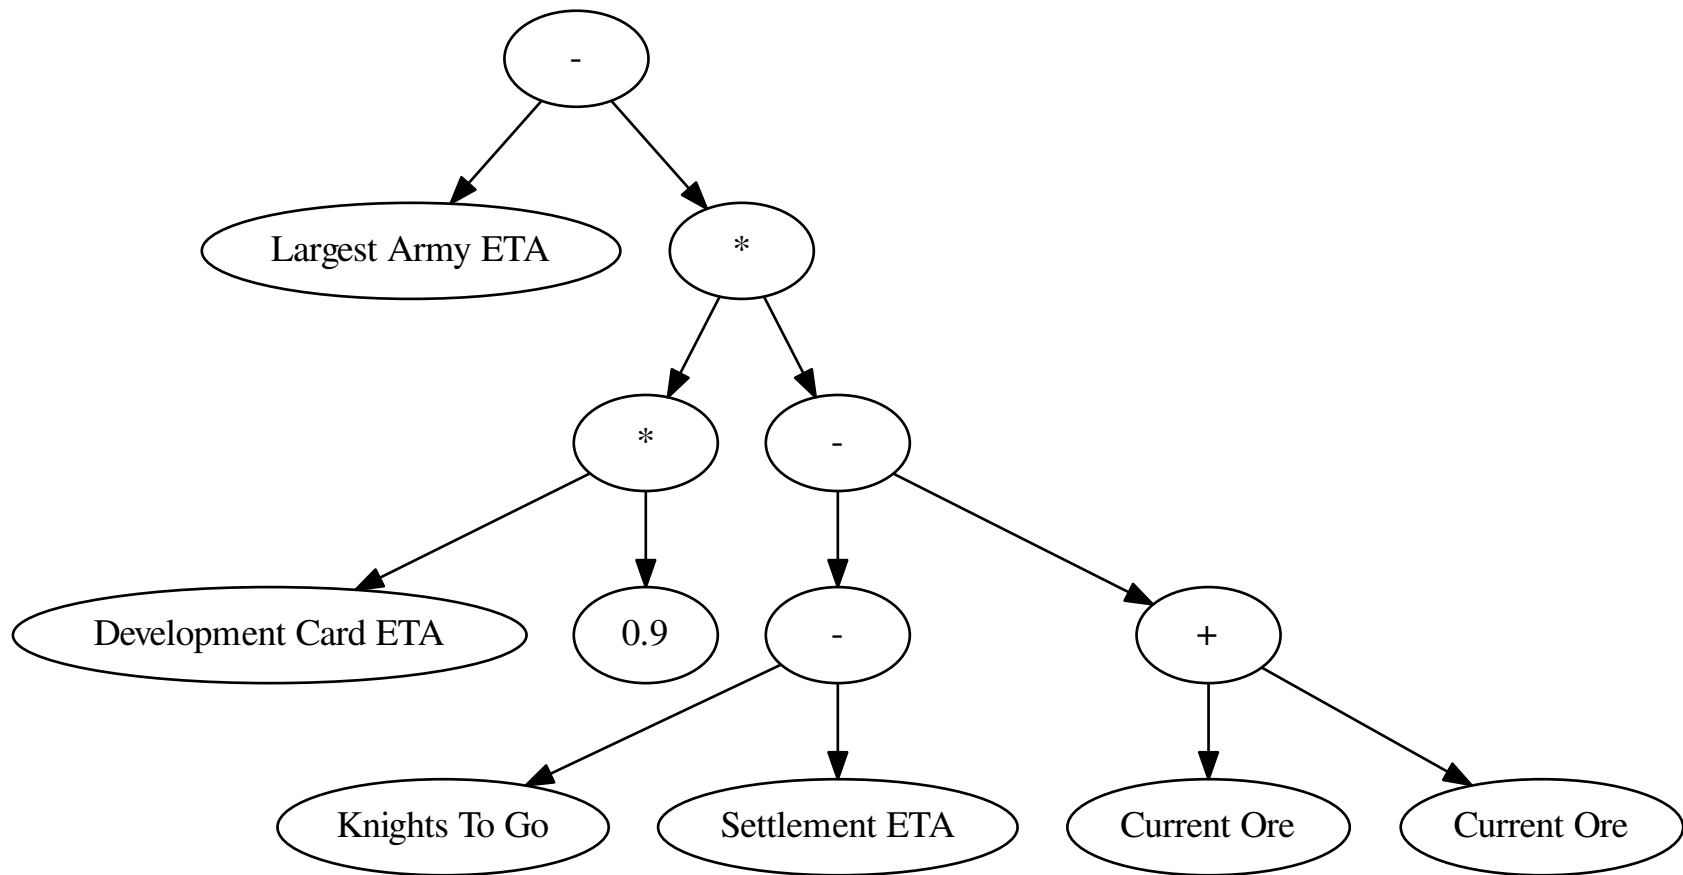 -
Largest Army ETA
*
*
-
Development Card ETA
0.9
-
+
Knights To Go
Settlement ETA
Current Ore
Current Ore